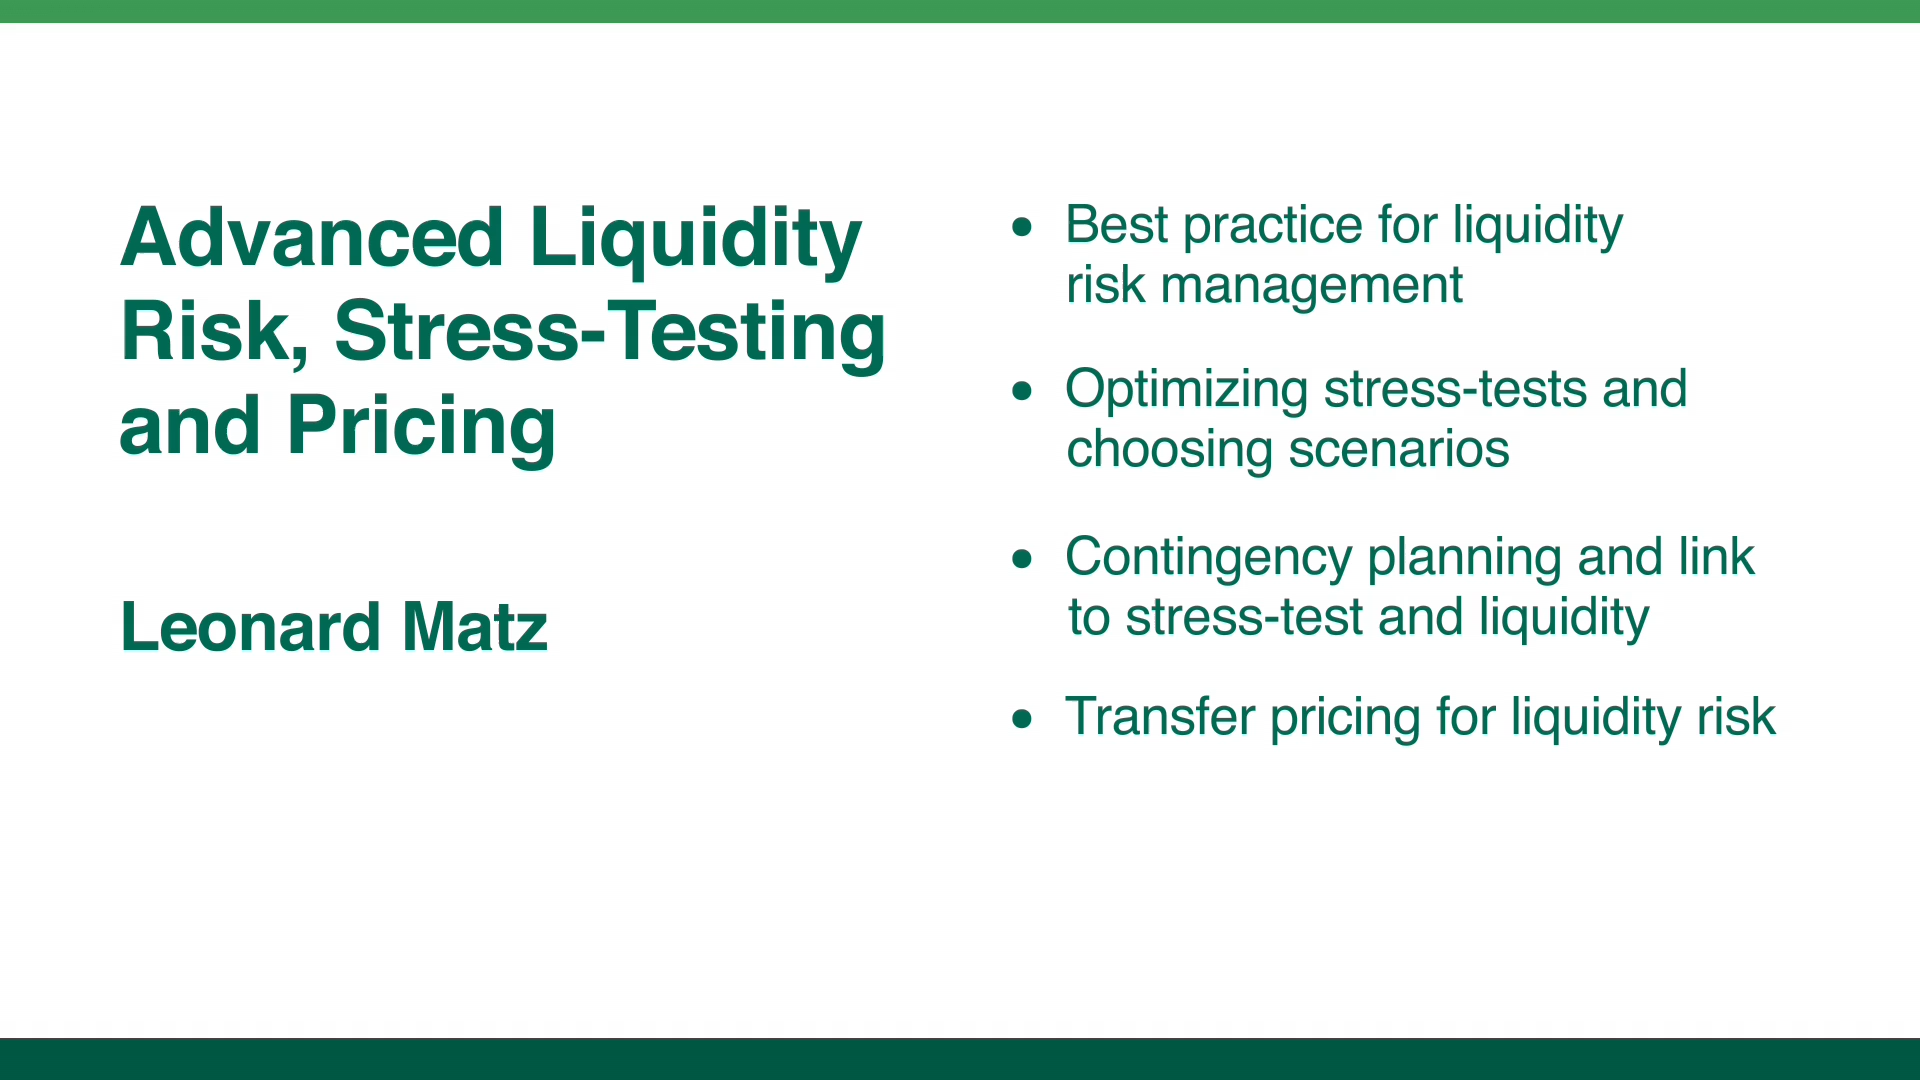 Advanced Liquidity
Risk, Stress-Testing
and Pricing
Leonard Matz
• Best practice for liquidity
risk management
• Optimizing stress-tests and
choosing scenarios
• Contingency planning and link
to stress-test and liquidity
• Transfer pricing for liquidity risk